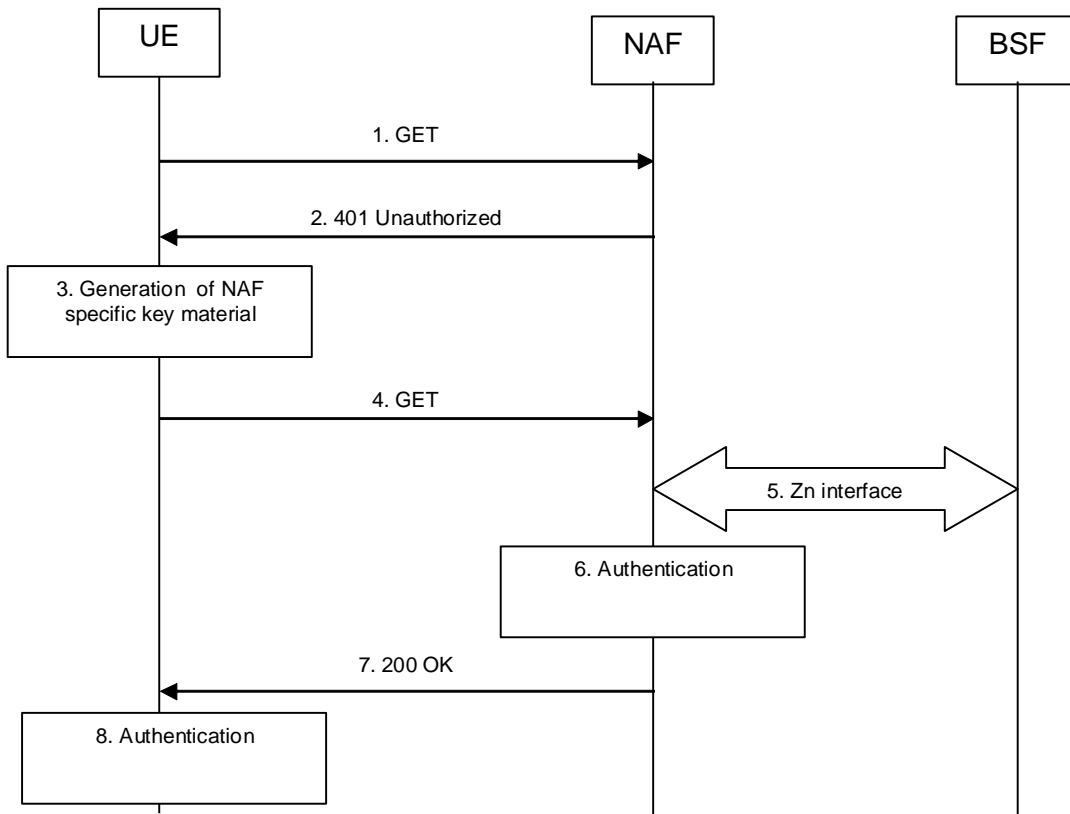 UE
NAF
BSF
1. GET
2. 401 Unauthorized
3. Generation of NAF
specific key material
4. GET
5. Zn interface
6. Authentication
7. 200 OK
8. Authentication